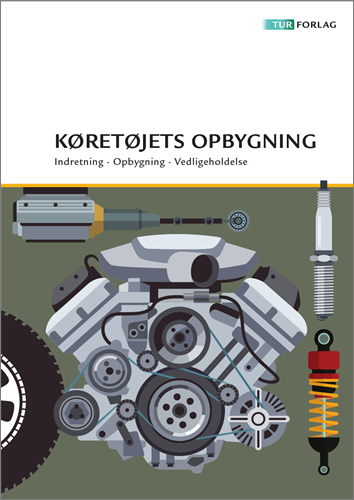 TUR FORLAG
KØRETØJETS OPBYGNING
Indretning · Opbygning · Vedligeholdelse